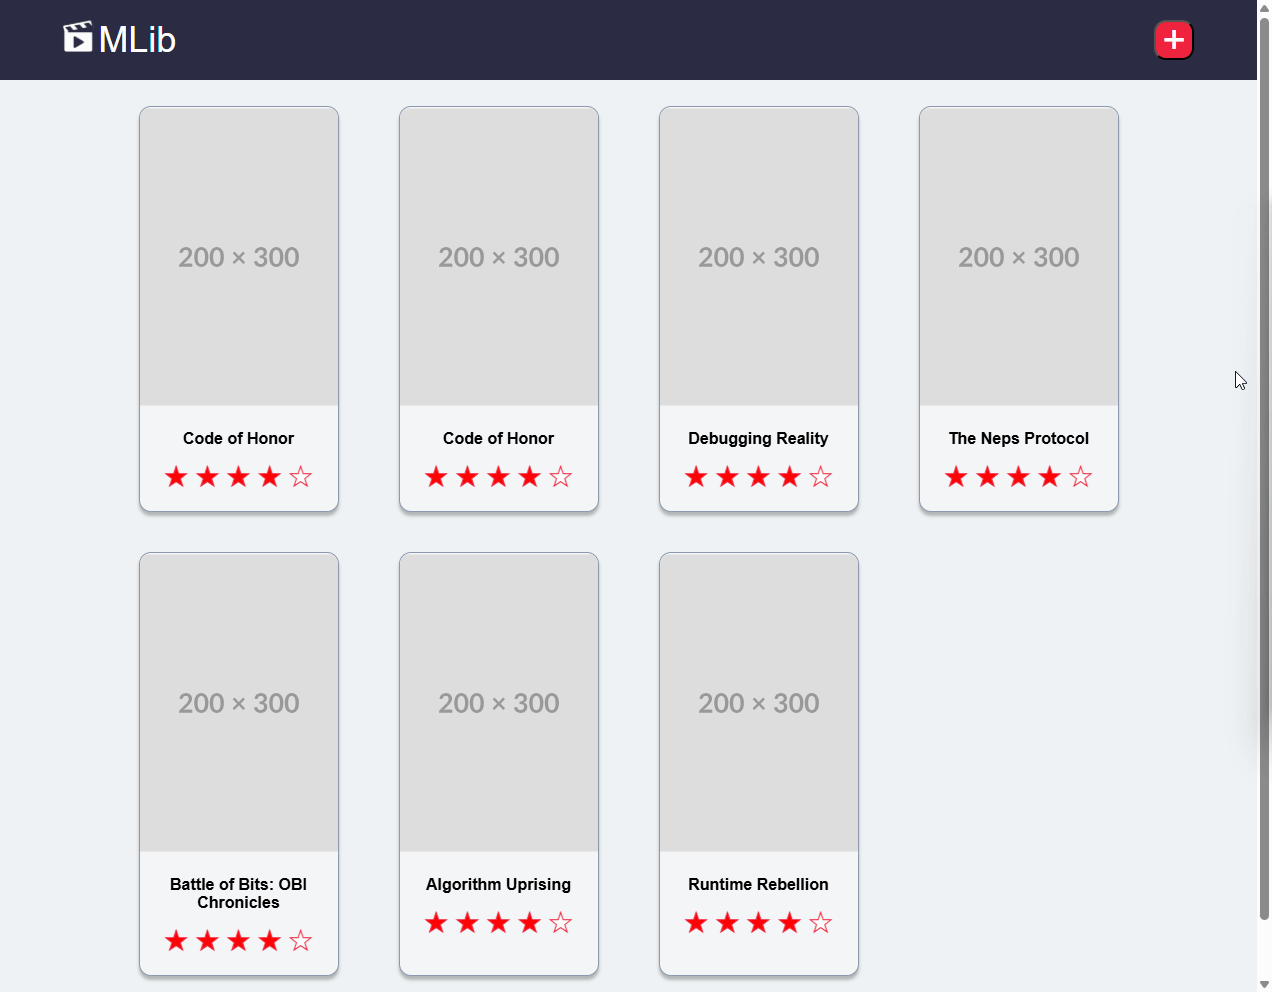 MLib
200 × 300
200 × 300
200 × 300
200 × 300
Code of Honor
Code of Honor
Debugging Reality
The Neps Protocol
200 × 300
200 × 300
200 × 300
Battle of Bits: OBI
Chronicles
Algorithm Uprising
Runtime Rebellion